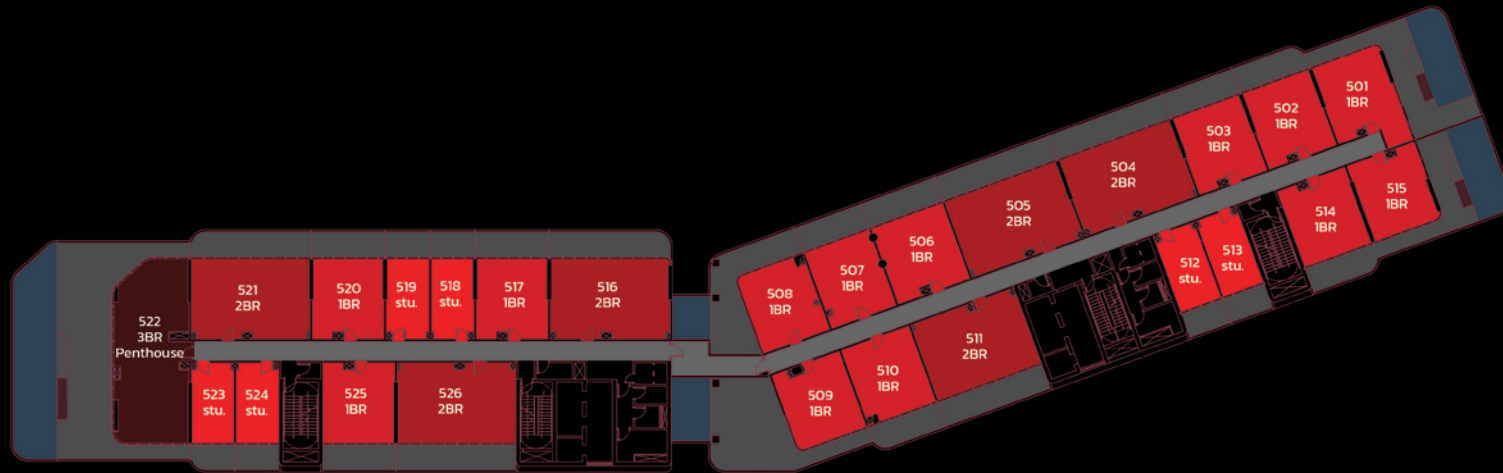 501
1BR
502
1BR
503
1BR
504
2BR
505
2BR
506
1BR
507
1BR
508
1BR
515
1BR
514
1BR
513
stu.
512
stu.
511
2BR
510
1BR
509
1BR
521
2BR
520
1BR
519
stu.
518
stu.
517
1BR
516
2BR
522
3BR
Penthouse
523
stu.
524
stu.
525
1BR
526
2BR